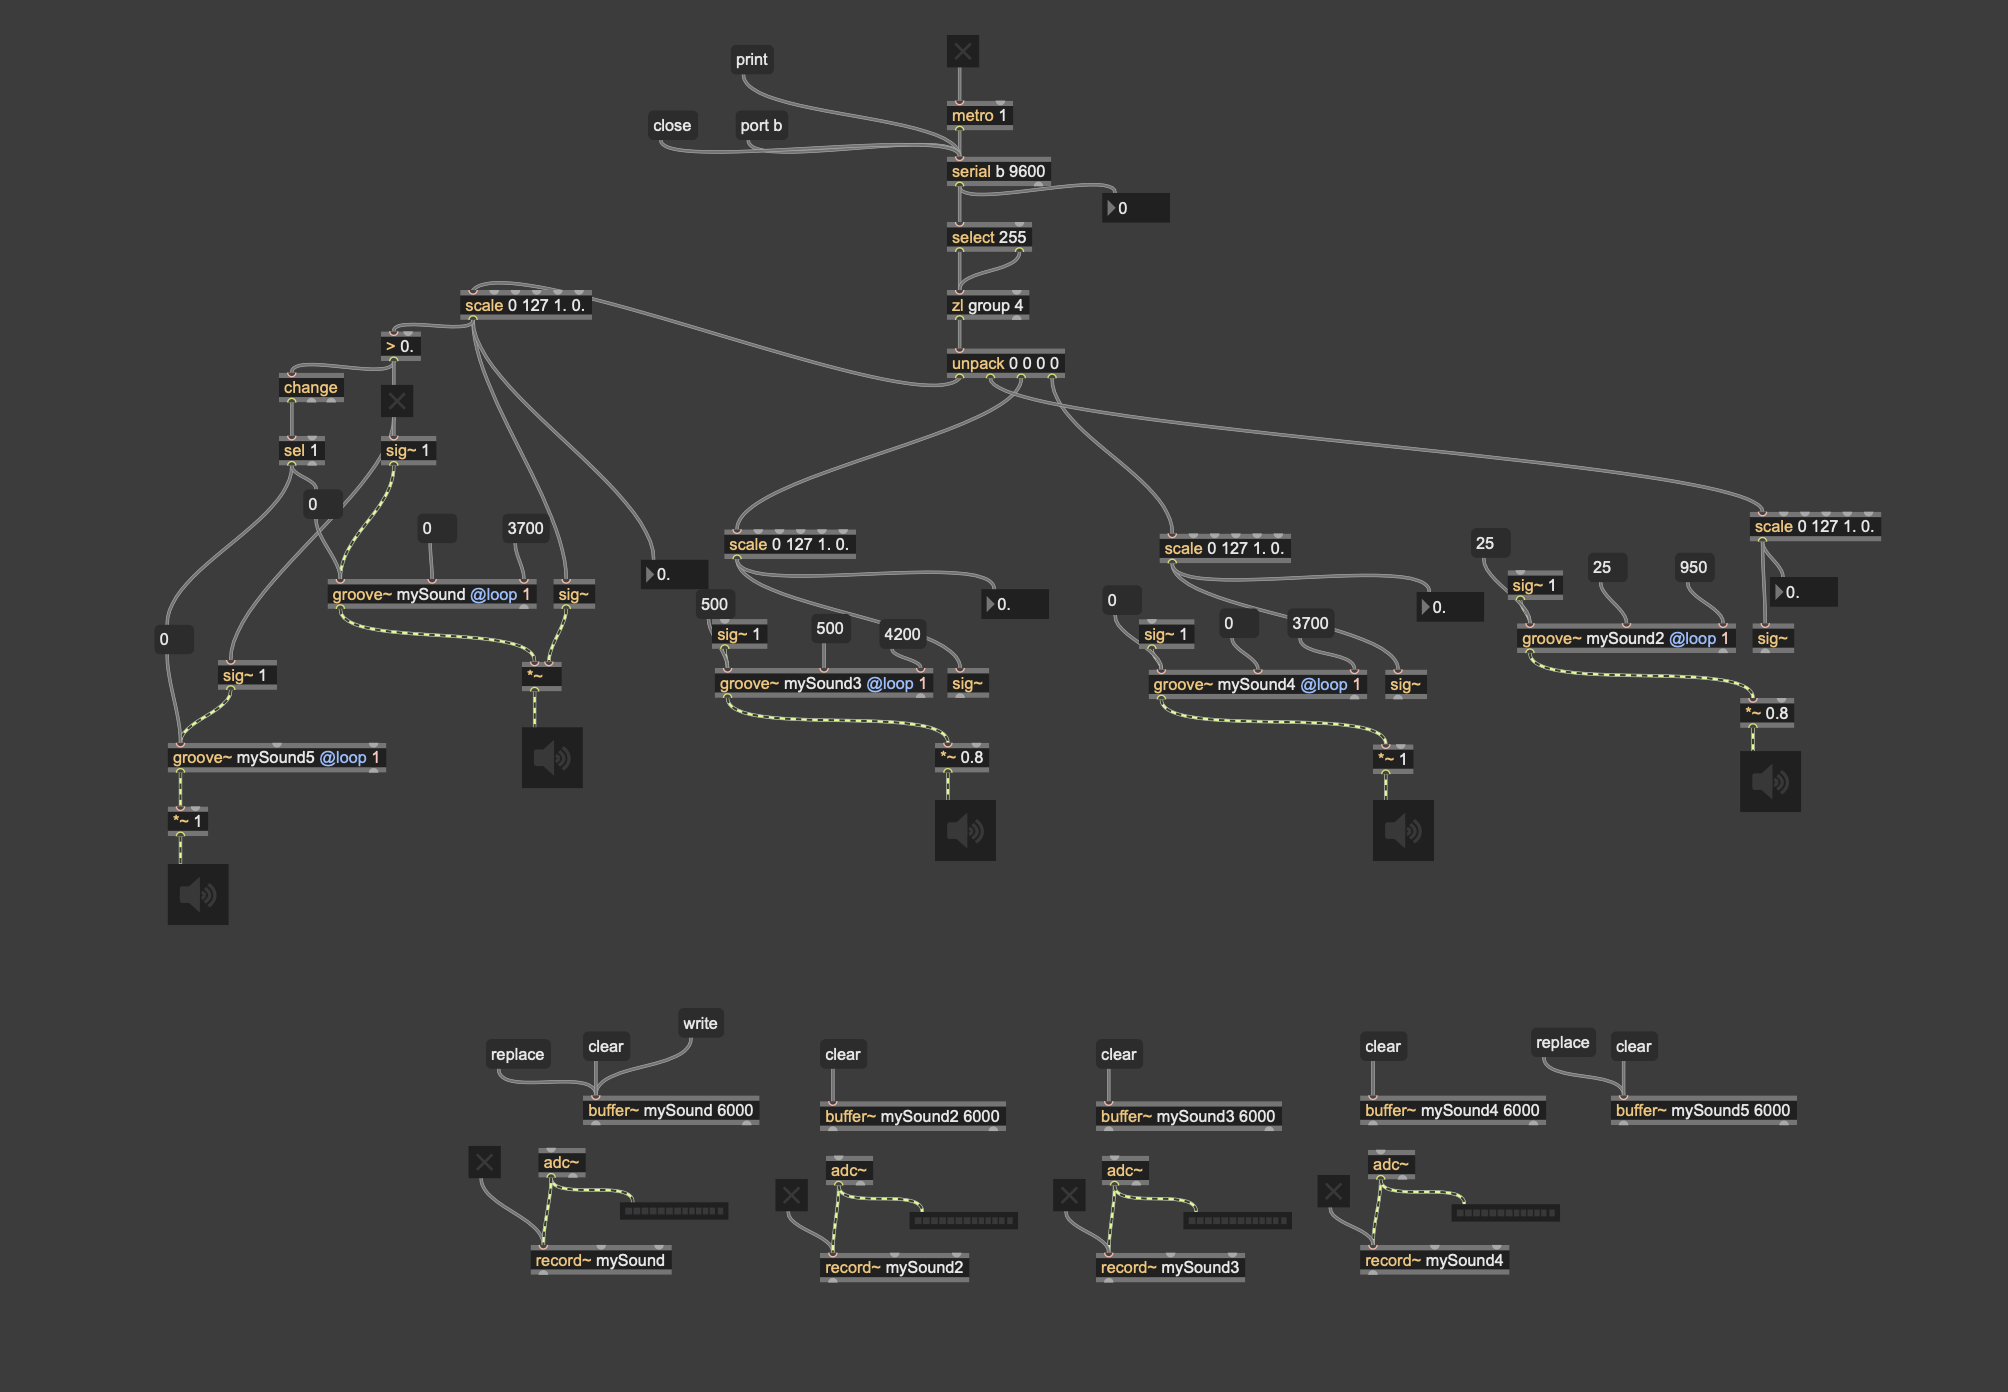 print
close
port b
metro 1
serial b 9600
0
select 255
zl group 4
unpack 0 0 0 0
scale 0 127 1. 0.
> 0.
change
sel 1
sig~ 1
0
0
3700
groove~ mySound @loop 1
sig~
0.
0
sig~ 1
*~
groove~ mySound5 @loop 1
*~ 1
scale 0 127 1. 0.
0.
500
sig~ 1
500
4200
groove~ mySound3 @loop 1
sig~
*~ 0.8
scale 0 127 1. 0.
0.
0
sig~ 1
0
3700
groove~ mySound4 @loop 1
sig~
*~ 1
scale 0 127 1. 0.
0.
25
sig~ 1
25
950
groove~ mySound2 @loop 1
sig~
*~ 0.8
replace
clear
write
buffer~ mySound 6000
adc~
record~ mySound
clear
buffer~ mySound2 6000
adc~
record~ mySound2
clear
buffer~ mySound3 6000
adc~
record~ mySound3
clear
buffer~ mySound4 6000
adc~
record~ mySound4
replace
clear
buffer~ mySound5 6000